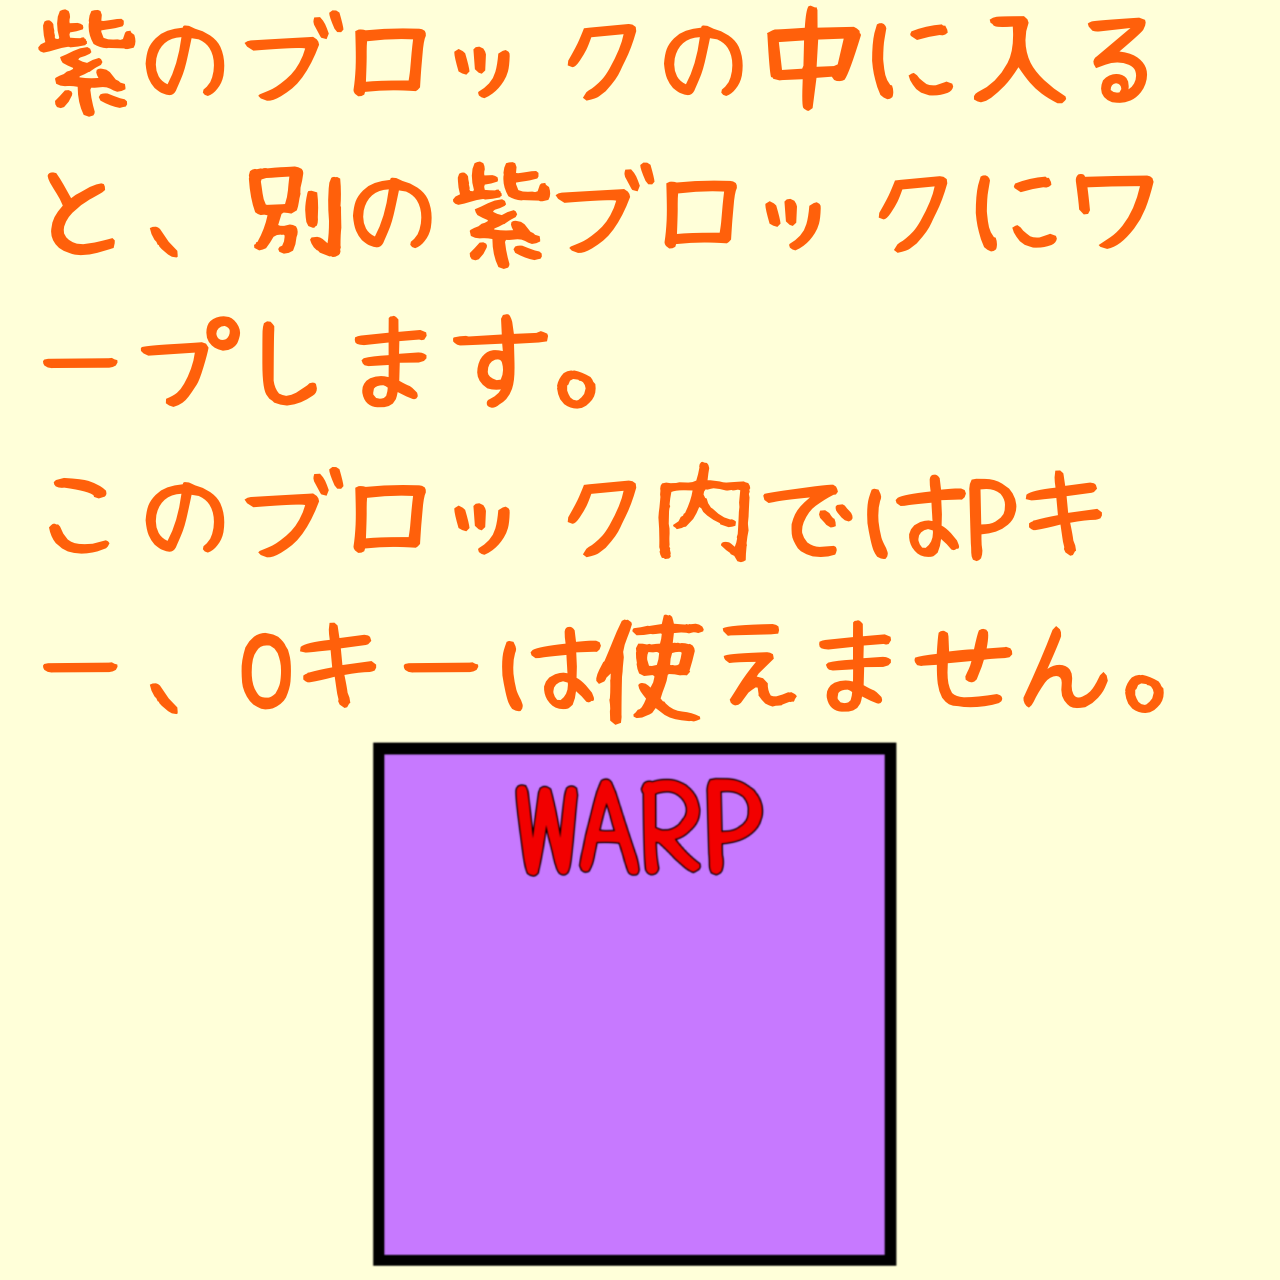 紫のブロックの中に入る
と、別の紫ブロックにワ
ープします。
このブロック内ではPキ
ー、Oキーは使えません。
WARP